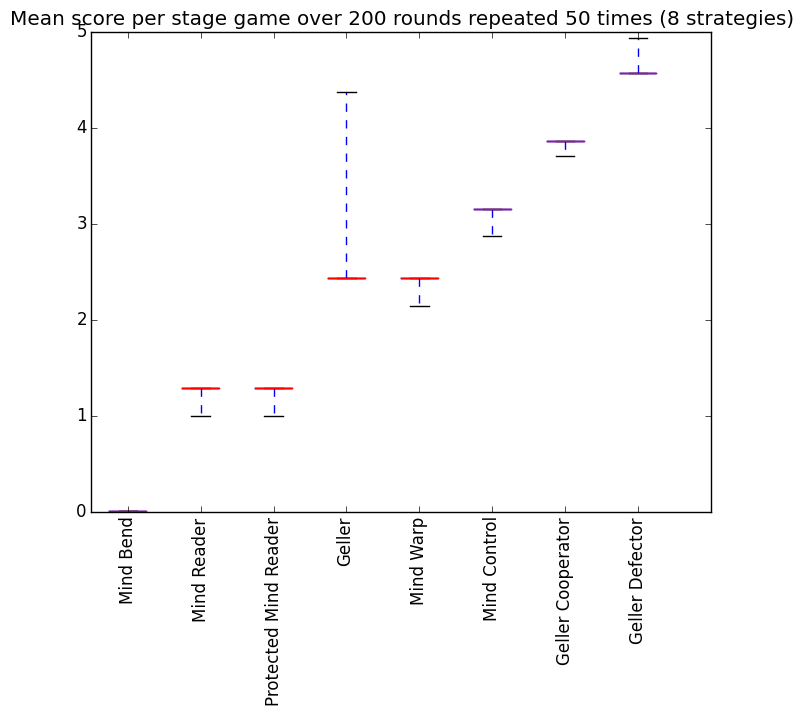 Mean score per stage game over 200 rounds repeated 50 times (8 strategies)
5
4
3
2
1
0
Mind Bend
Mind Reader
Protected Mind Reader
Geller
Mind Warp
Mind Control
Geller Cooperator
Geller Defector